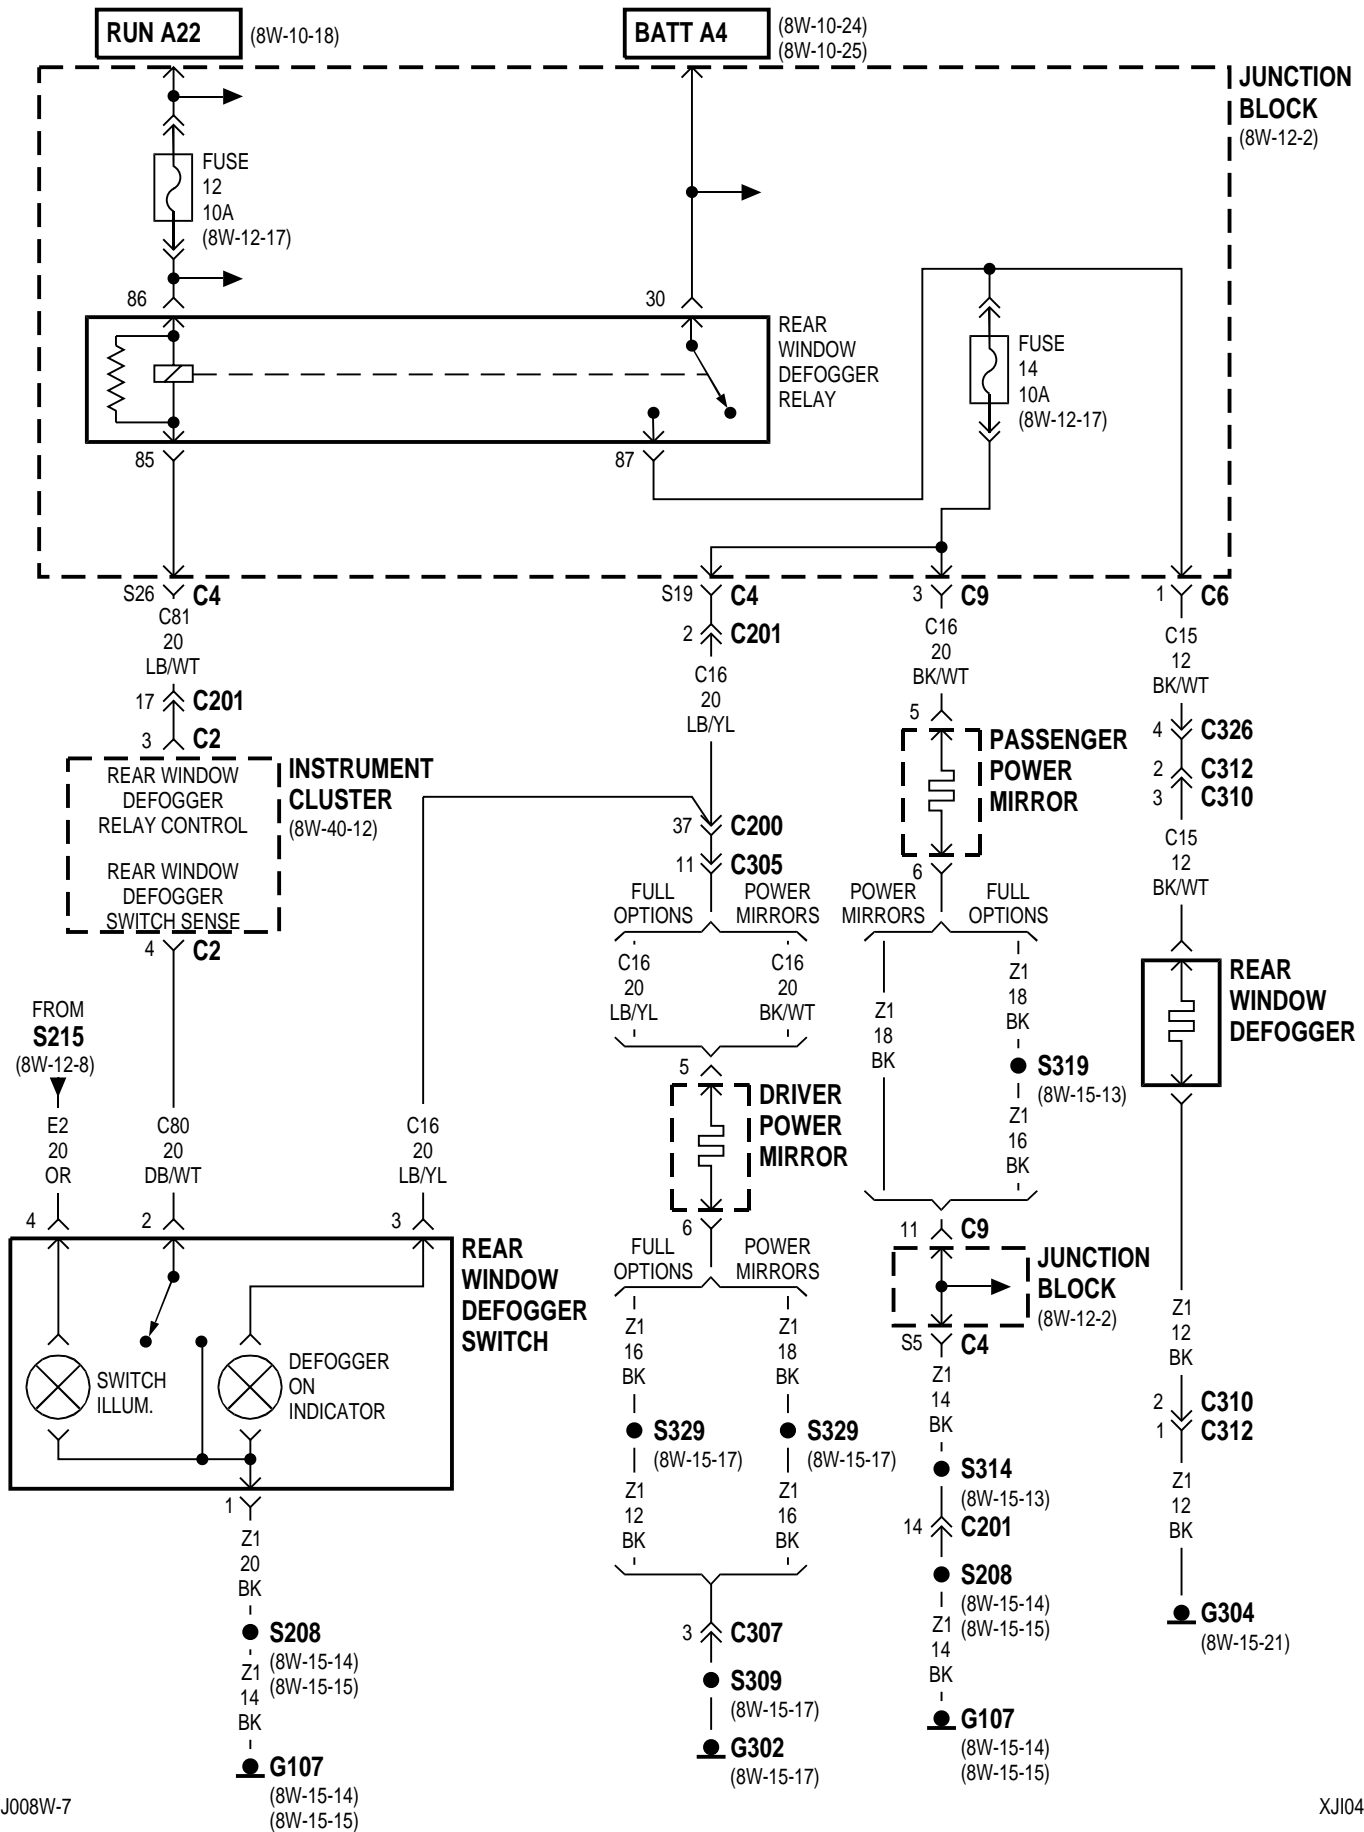 RUN A22
(8W-10-18)
BATT A4
(8W-10-24)
(8W-10-25)
JUNCTION
BLOCK
(8W-12-2)
FUSE
12
10A
(8W-12-17)
86
30
REAR
WINDOW
DEFOGGER
RELAY
FUSE
14
10A
(8W-12-17)
85
87
S26
C4
C81
20
LB/WT
17
C201
3
C2
S19
C4
2
C201
C16
20
LB/YL
3
C9
C16
20
BK/WT
5
1
C6
C15
12
BK/WT
4
C326
2
C312
3
C310
C15
12
BK/WT
REAR WINDOW
DEFOGGER
RELAY CONTROL
REAR WINDOW
DEFOGGER
SWITCH SENSE
INSTRUMENT
CLUSTER
(8W-40-12)
4
C2
PASSENGER
POWER
MIRROR
6
37
C200
11
C305
FULL
OPTIONS
POWER
MIRRORS
POWER
MIRRORS
FULL
OPTIONS
C16
20
LB/YL
C16
20
BK/WT
Z1
18
BK
Z1
18
BK
S319
(8W-15-13)
Z1
16
BK
REAR
WINDOW
DEFOGGER
FROM
S215
(8W-12-8)
E2
20
OR
C80
20
DB/WT
C16
20
LB/YL
5
DRIVER
POWER
MIRROR
6
4
2
3
REAR
WINDOW
DEFOGGER
SWITCH
SWITCH
ILLUM.
DEFOGGER
ON
INDICATOR
FULL
OPTIONS
POWER
MIRRORS
11
C9
JUNCTION
BLOCK
(8W-12-2)
S5
C4
Z1
16
BK
Z1
18
BK
Z1
14
BK
Z1
12
BK
S329
(8W-15-17)
S329
(8W-15-17)
S314
(8W-15-13)
2
C310
1
C312
Z1
12
BK
Z1
16
BK
14
C201
Z1
12
BK
1
Z1
20
BK
S208
(8W-15-14)
(8W-15-15)
Z1
14
BK
G107
(8W-15-14)
(8W-15-15)
3
C307
S309
(8W-15-17)
G302
(8W-15-17)
S208
(8W-15-14)
(8W-15-15)
Z1
14
BK
G107
(8W-15-14)
(8W-15-15)
G304
(8W-15-21)
J008W-7
XJI04